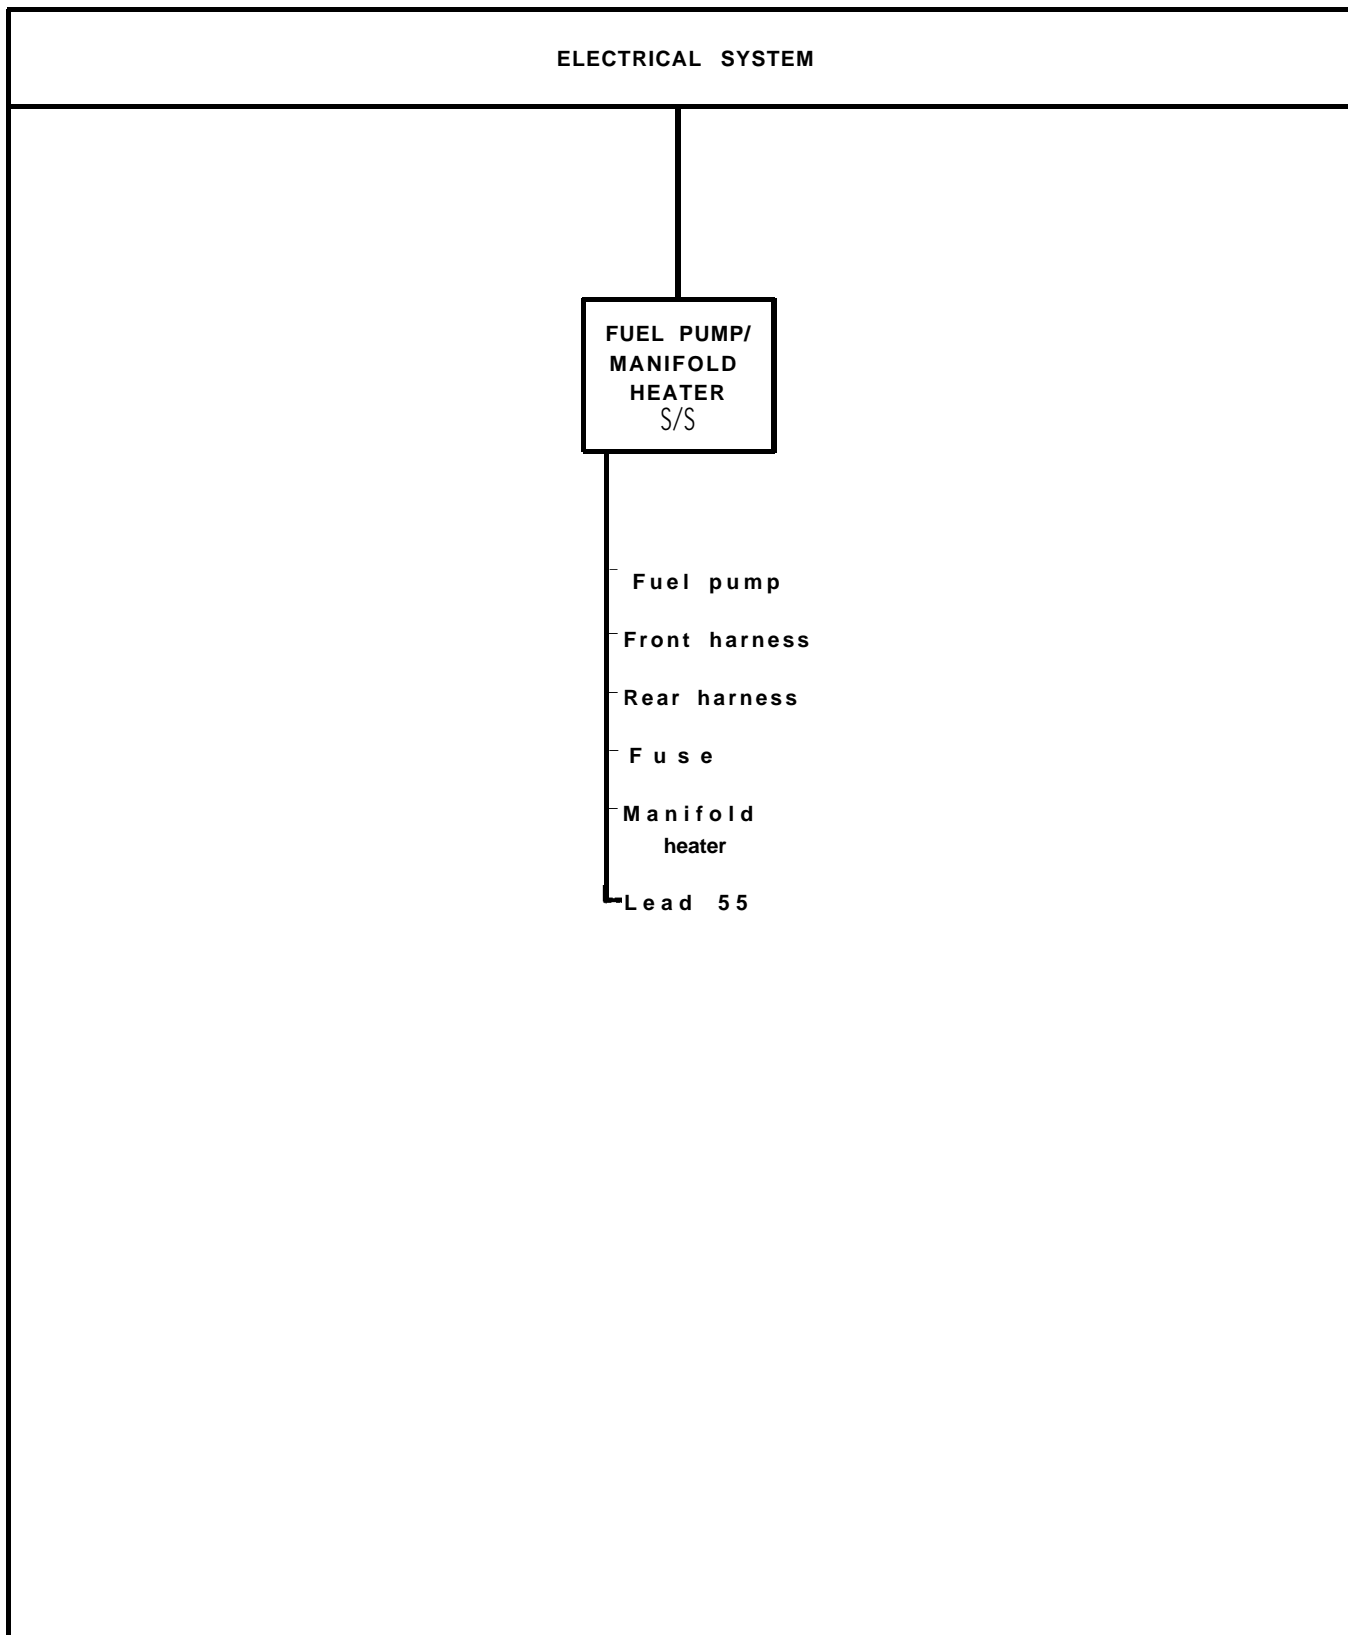 ELECTRICAL SYSTEM
FUEL PUMP/
MANIFOLD
HEATER
S/S
Fuel pump
Front harness
Rear harness
Fuse
Manifold
heater
Lead 55